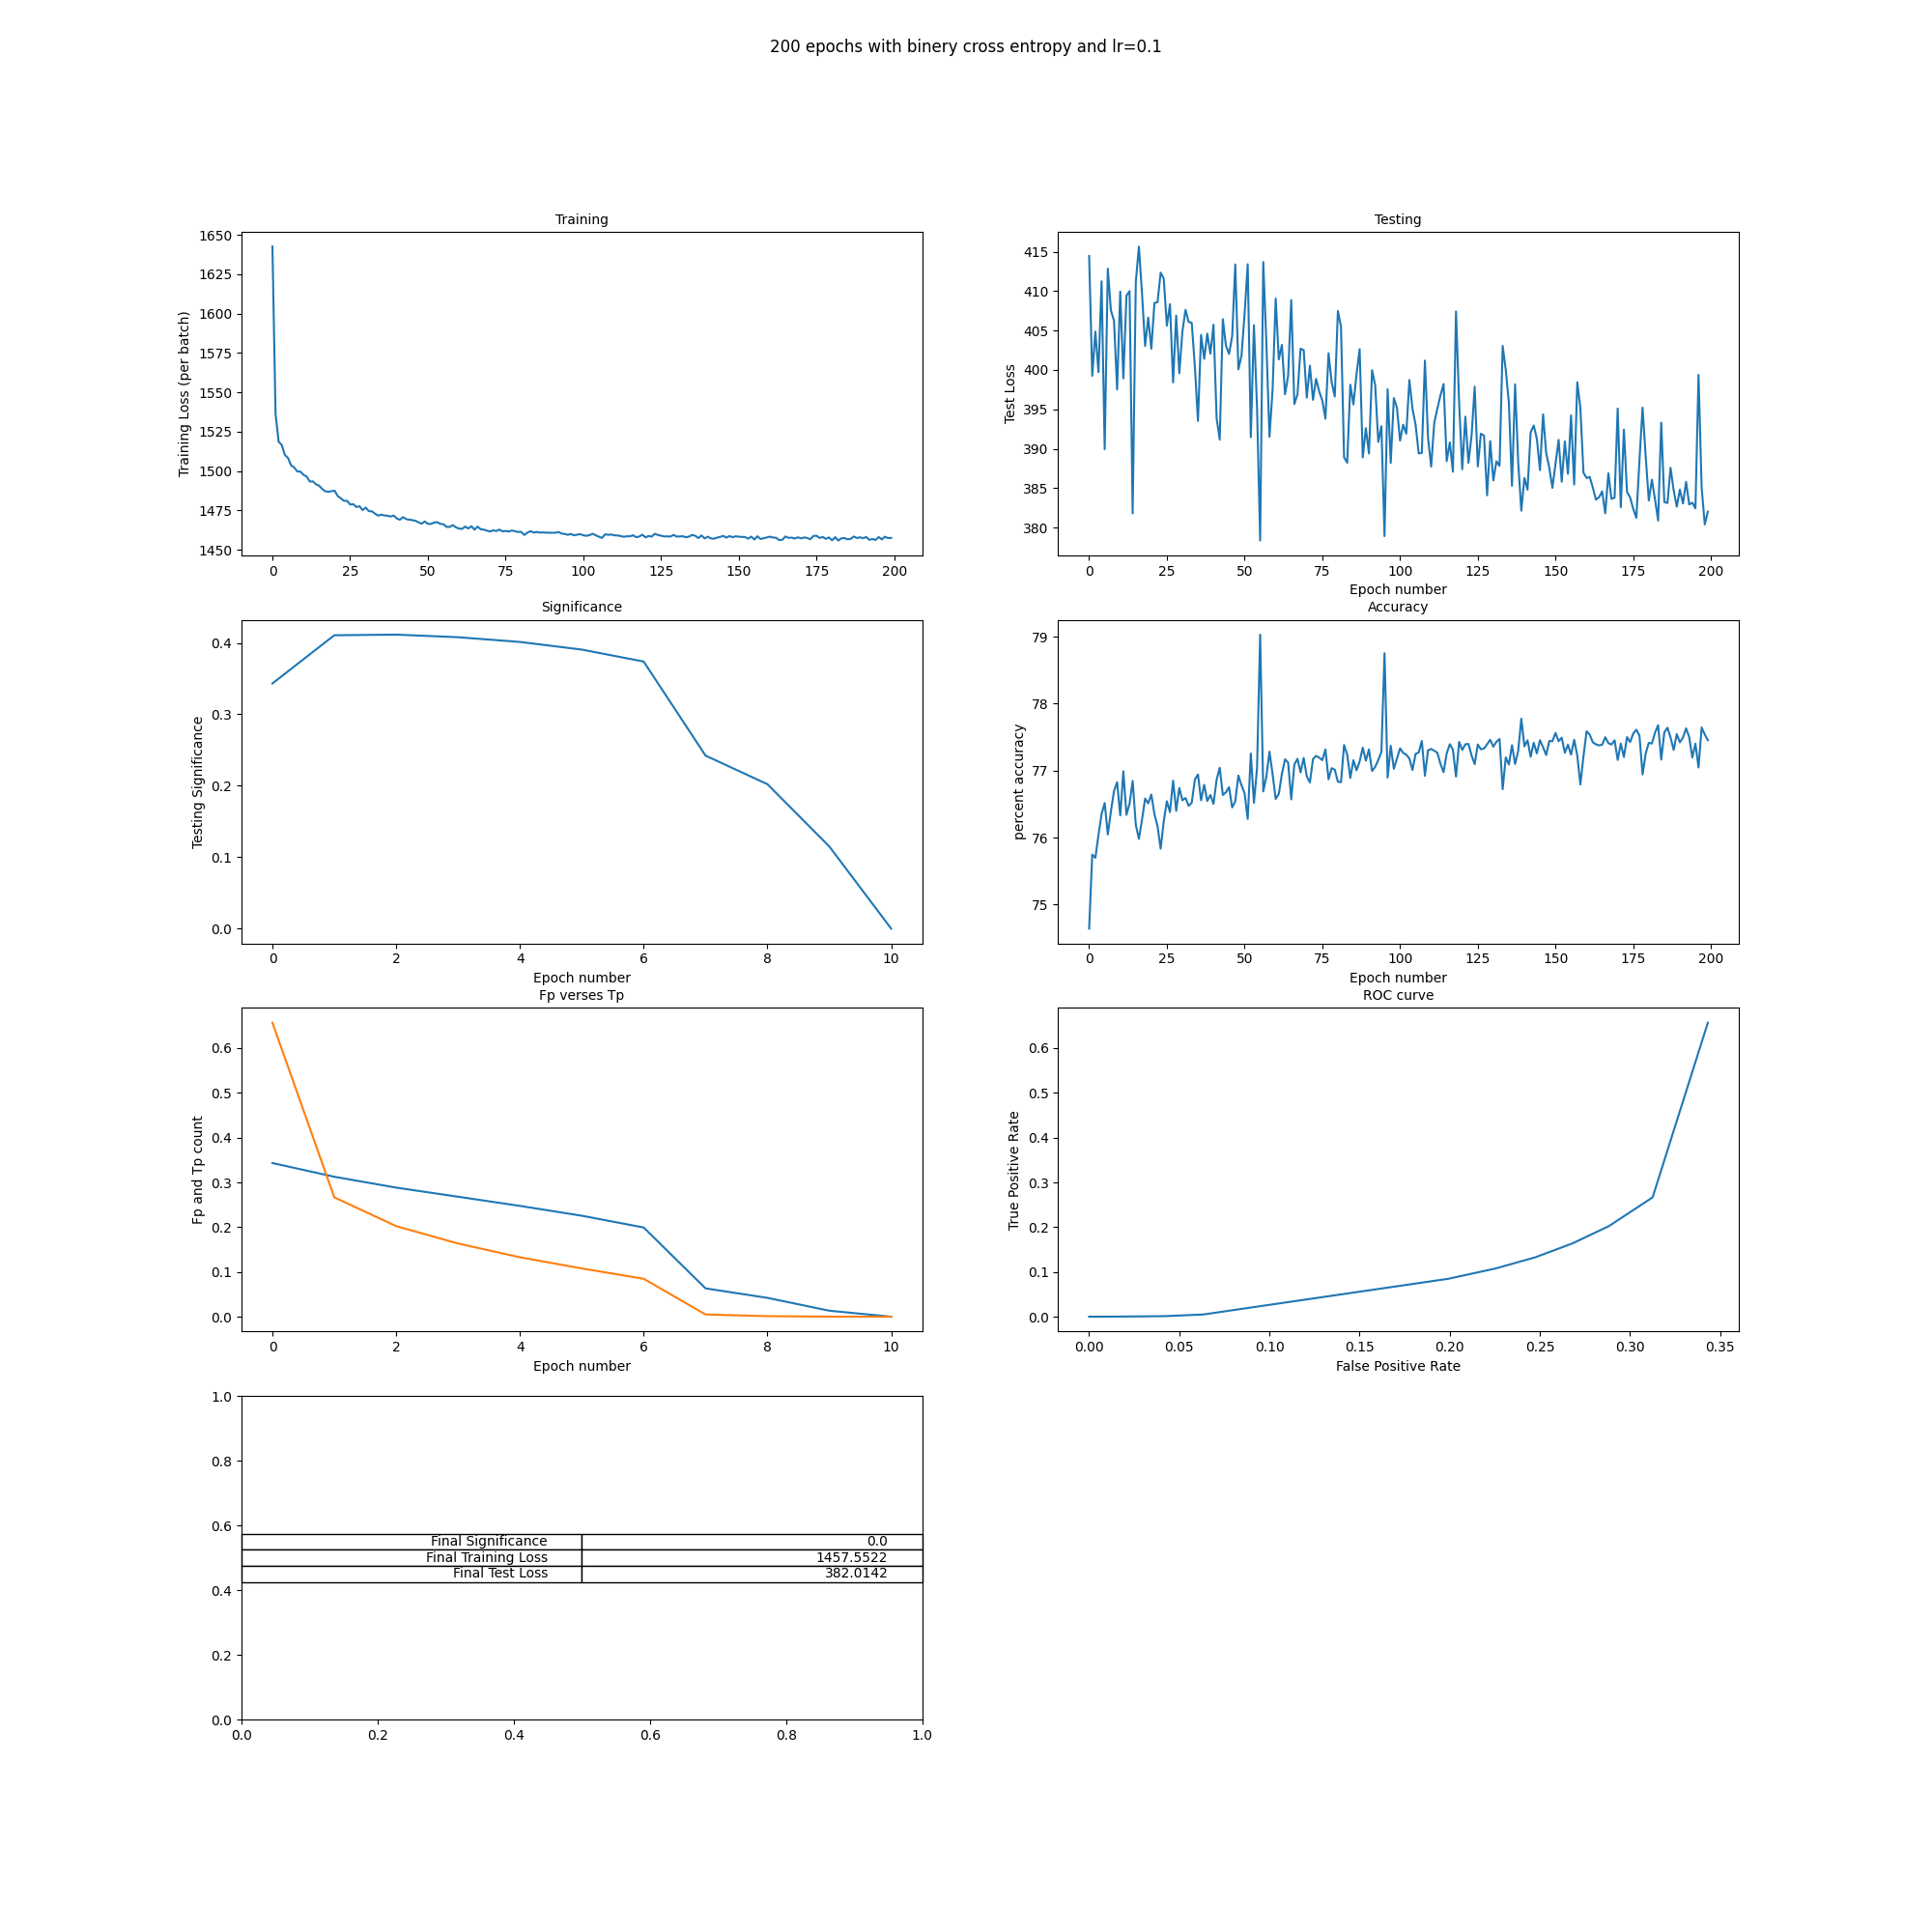 200 epochs with binery cross entropy and lr=0.1
Training
Training Loss (per batch)
1650
1625
1600
1575
1550
1525
1500
1475
1450
0 25 50 75 100 125 150 175 200
Testing
Test Loss
415
410
405
400
395
390
385
380
0 25 50 75 100 125 150 175 200
Epoch number
Significance
Testing Significance
0.4
0.3
0.2
0.1
0.0
0 2 4 6 8 10
Epoch number
Accuracy
percent accuracy
79
78
77
76
75
0 25 50 75 100 125 150 175 200
Epoch number
Fp verses Tp
Fp and Tp count
0.6
0.5
0.4
0.3
0.2
0.1
0.0
0 2 4 6 8 10
Epoch number
ROC curve
True Positive Rate
0.6
0.5
0.4
0.3
0.2
0.1
0.0
0.00 0.05 0.10 0.15 0.20 0.25 0.30 0.35
False Positive Rate
1.0
0.8
0.6
0.4
0.2
0.0
Final Significance 0.0
Final Training Loss 1457.5522
Final Test Loss 382.0142
0.0 0.2 0.4 0.6 0.8 1.0